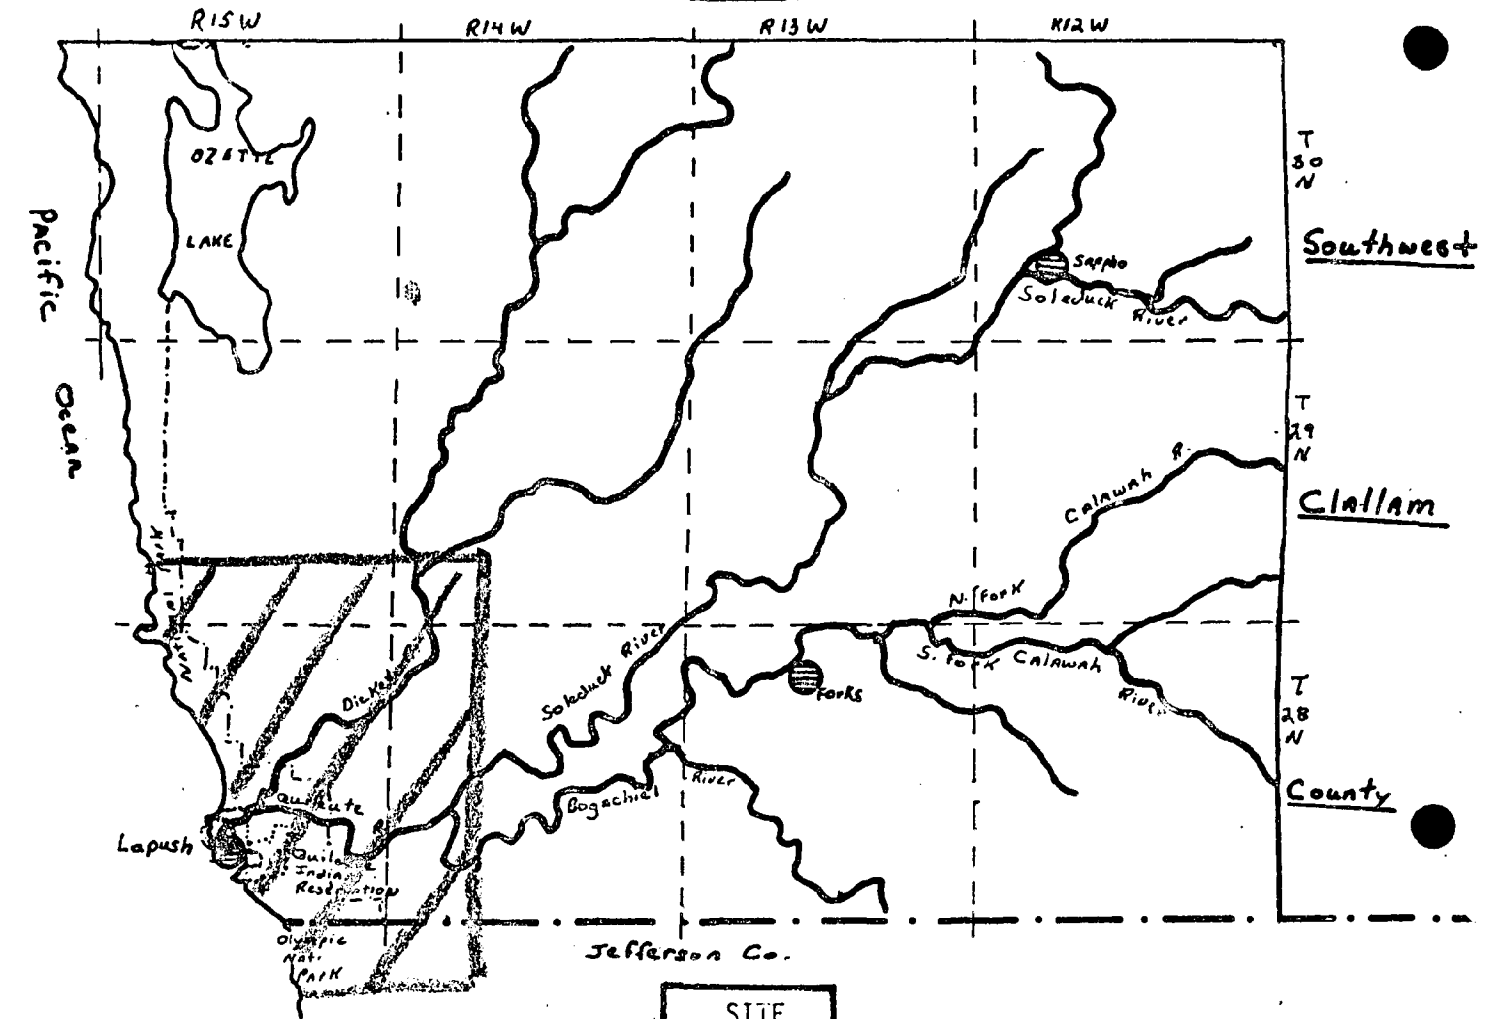 R15W R14W R13W R12W
T
30
N
OZETTE
LAKE
Pacific
Ocean
Southwest
Sappho
Soleduck
River
T
29
N
Calawah R.
Clallam
N. Fork
S. Fork Calawah
River
Forks
T
28
N
Soleduck River
Dickey
Bogachiel River
County
Quileute
Lapush
Indian
Reservation
Olympic
Natl
Park
Jefferson Co.
SITE